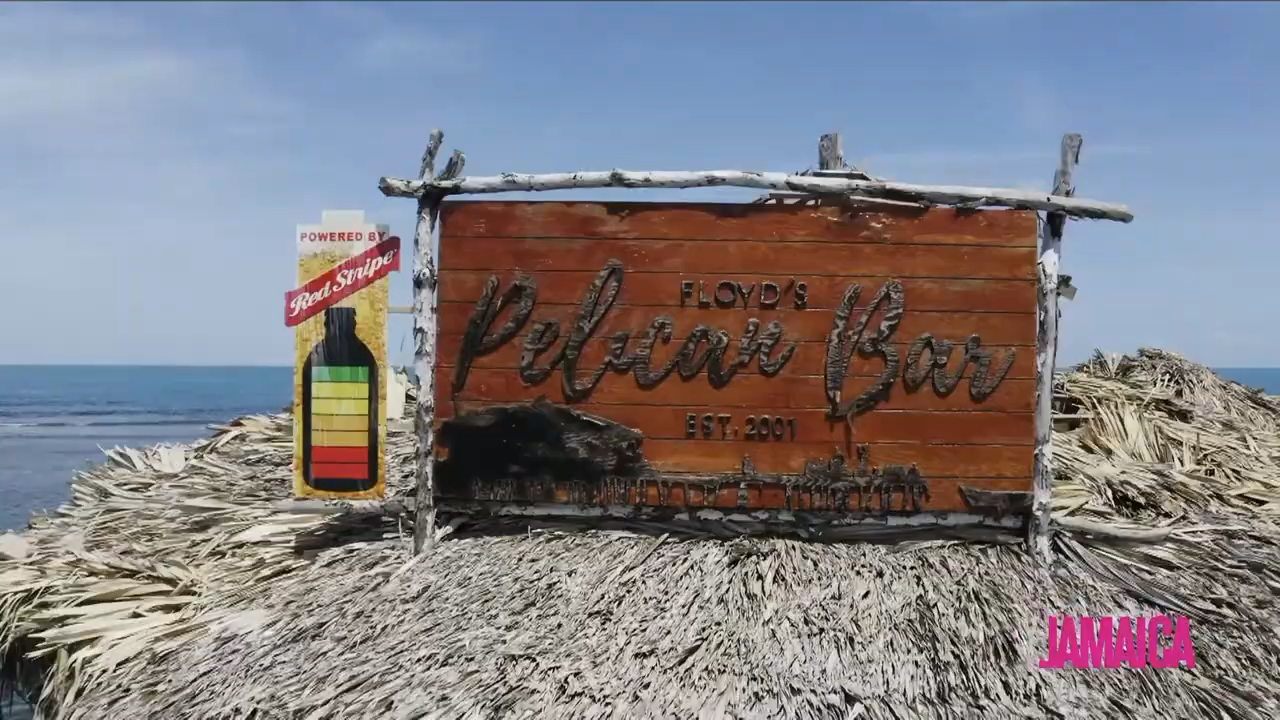 POWERED BY
Red Stripe
FLOYD'S
Pelican Bar
EST. 2001
JAMAICA